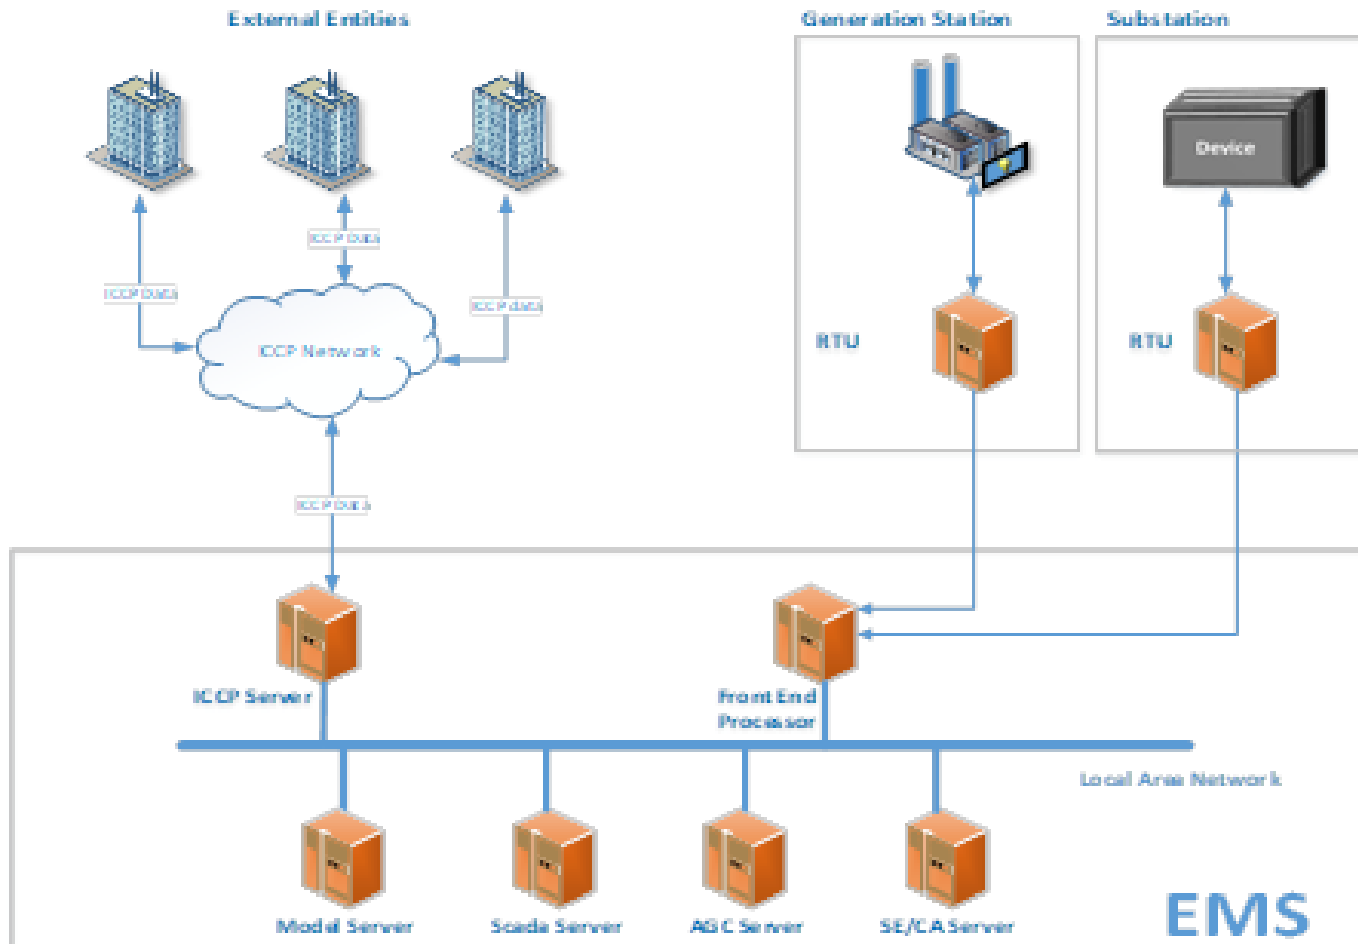 External Entities
Generation Station
Substation
Device
ICCP Data
ICCP Data
ICCP Data
ICCP Network
RTU
RTU
ICCP Data
ICCP Server
Front End
Processor
Local Area Network
Model Server
Scada Server
AGC Server
SE/CA Server
EMS